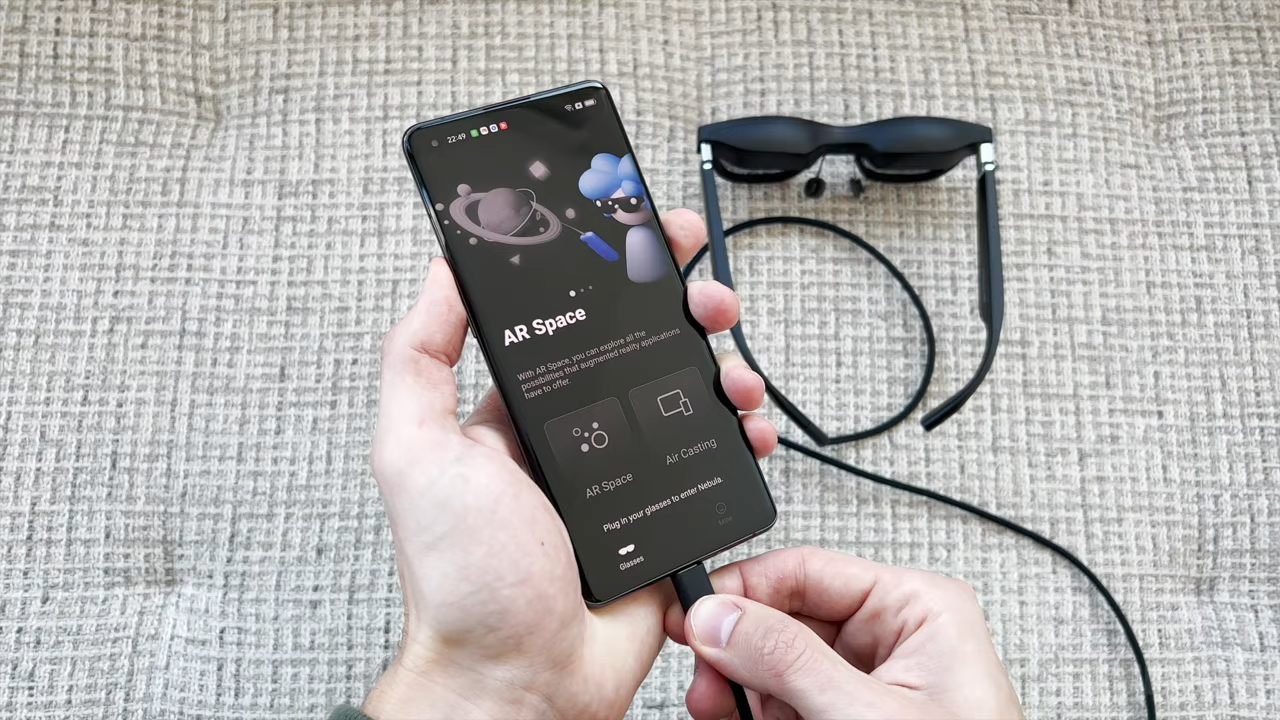 22:49
AR Space
With AR Space, you can explore all the
possibilities that augmented reality applications
have to offer.
AR Space
Air Casting
Plug in your glasses to enter Nebula.
Glasses
Mine